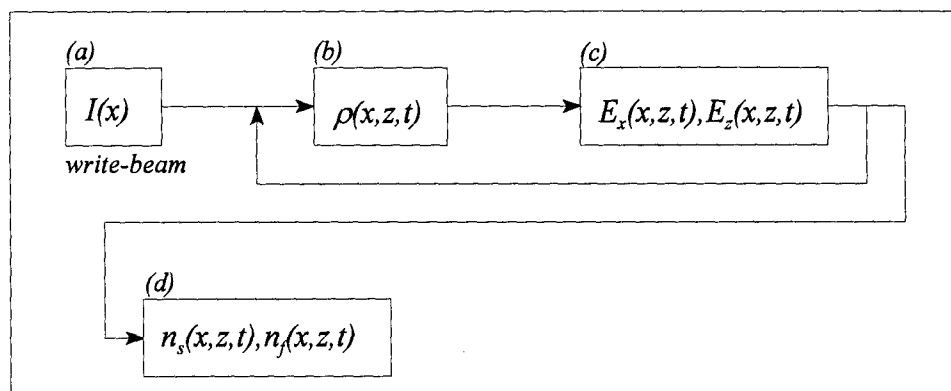 (a)
I(x)
write-beam
(b)
ρ(x,z,t)
(c)
E_x(x,z,t),E_z(x,z,t)
(d)
n_s(x,z,t),n_f(x,z,t)